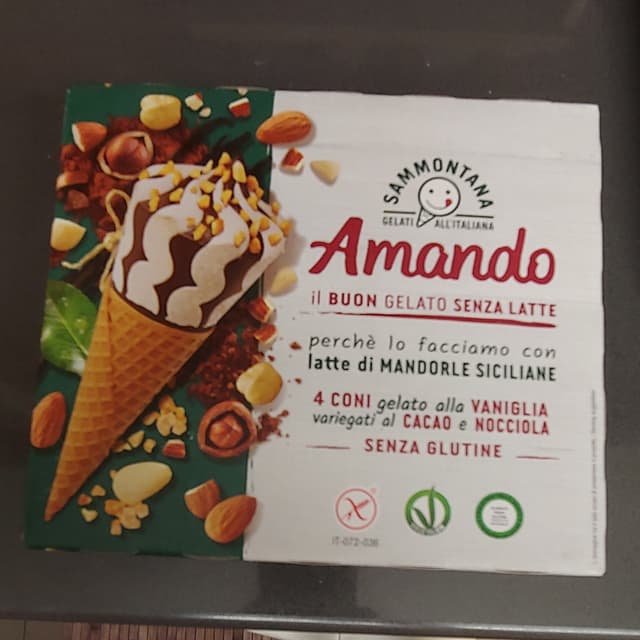 SAMMONTANA
GELATI ALL'ITALIANA
Amando
il BUON GELATO SENZA LATTE
perchè lo facciamo con
latte di MANDORLE SICILIANE
4 CONI gelato alla VANIGLIA
variegati al CACAO e NOCCIOLA
SENZA GLUTINE
IT-072-036